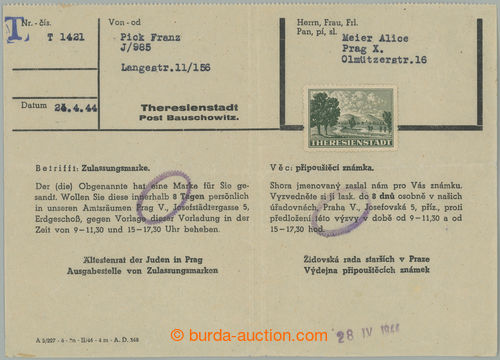 T
Nr. - čís.
T 1421
Von - od
Pick Franz
J/985
Langestr.11/156
Herrn, Frau, Frl.
Pan, pí, sl.
Meier Alice
Prag X.
Olmützerstr.16
Datum
.4.44
Theresienstadt
Post Bauschowitz.
THERESIENSTADT
Betrifft: Zulassungsmarke.
Der (die) Obgenannte hat eine Marke für Sie ge-
sandt. Wollen Sie diese innerhalb 8 Tagen persönlich
in unseren Amtsräumen Prag V., Josefstädtergasse 5,
Erdgeschoß, gegen Vorlage dieser Vorladung in der
Zeit von 9—11,30 und 15—17,30 Uhr beheben.
Ältestenrat der Juden in Prag
Ausgabestelle von Zulassungsmarken
Věc: připouštěcí známka.
Shora jmenovaný zaslal nám pro Vás známku.
Vyzvedněte si ji lask. do 8 dnů osobně v našich
úřadovnách, Praha V., Josefovská 5, příz., proti
předložení této výzvy v době od 9—11,30 a od
15—17,30 hod.
Židovská rada starších v Praze
Výdejna připouštěcích známek
28 IV 1944
© burda-auction.com